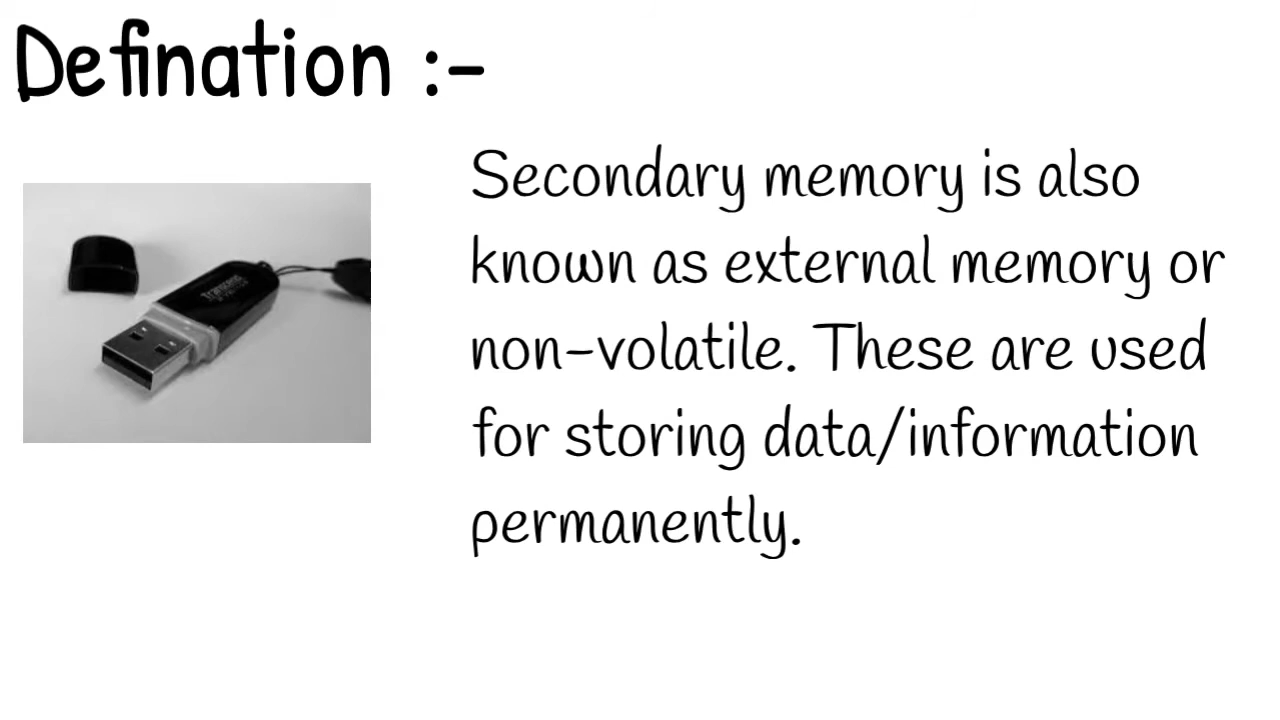 Defination :-
Secondary memory is also
known as external memory or
non-volatile. These are used
for storing data/information
permanently.
Transcend